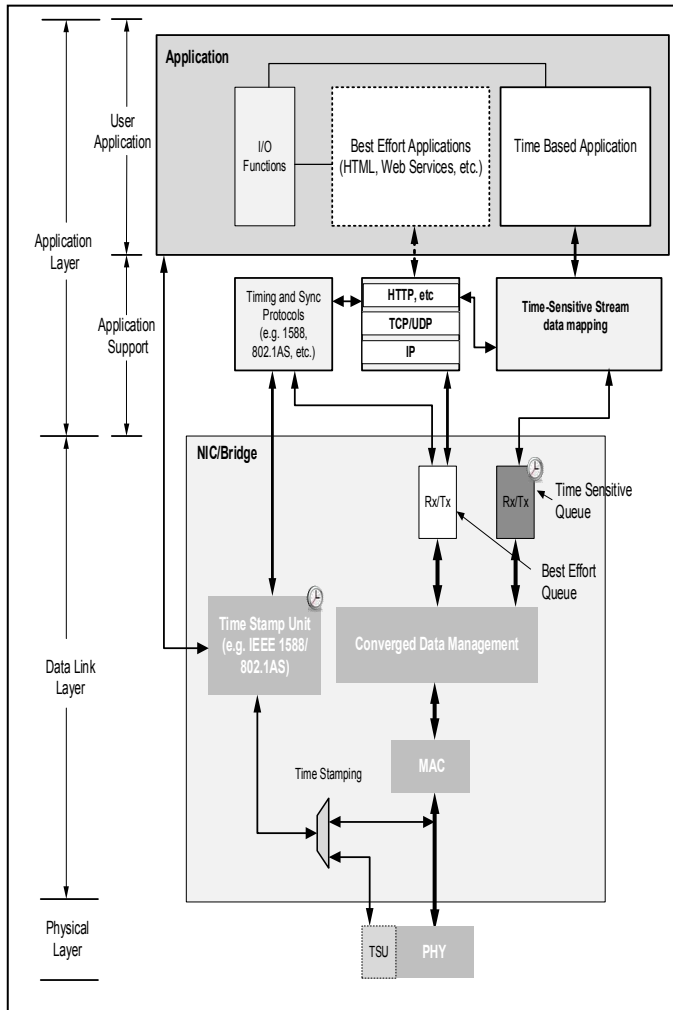 Application
User
Application
I/O
Functions
Best Effort Applications
(HTML, Web Services, etc.)
Time Based Application
Application
Layer
Application
Support
Timing and Sync
Protocols
(e.g. 1588,
802.1AS, etc.)
HTTP, etc
TCP/UDP
IP
Time-Sensitive Stream
data mapping
NIC/Bridge
Rx/Tx
Rx/Tx
Time Sensitive
Queue
Best Effort
Queue
Time Stamp Unit
(e.g. IEEE 1588/
802.1AS)
Converged Data Management
Data Link
Layer
MAC
Time Stamping
Physical
Layer
TSU
PHY